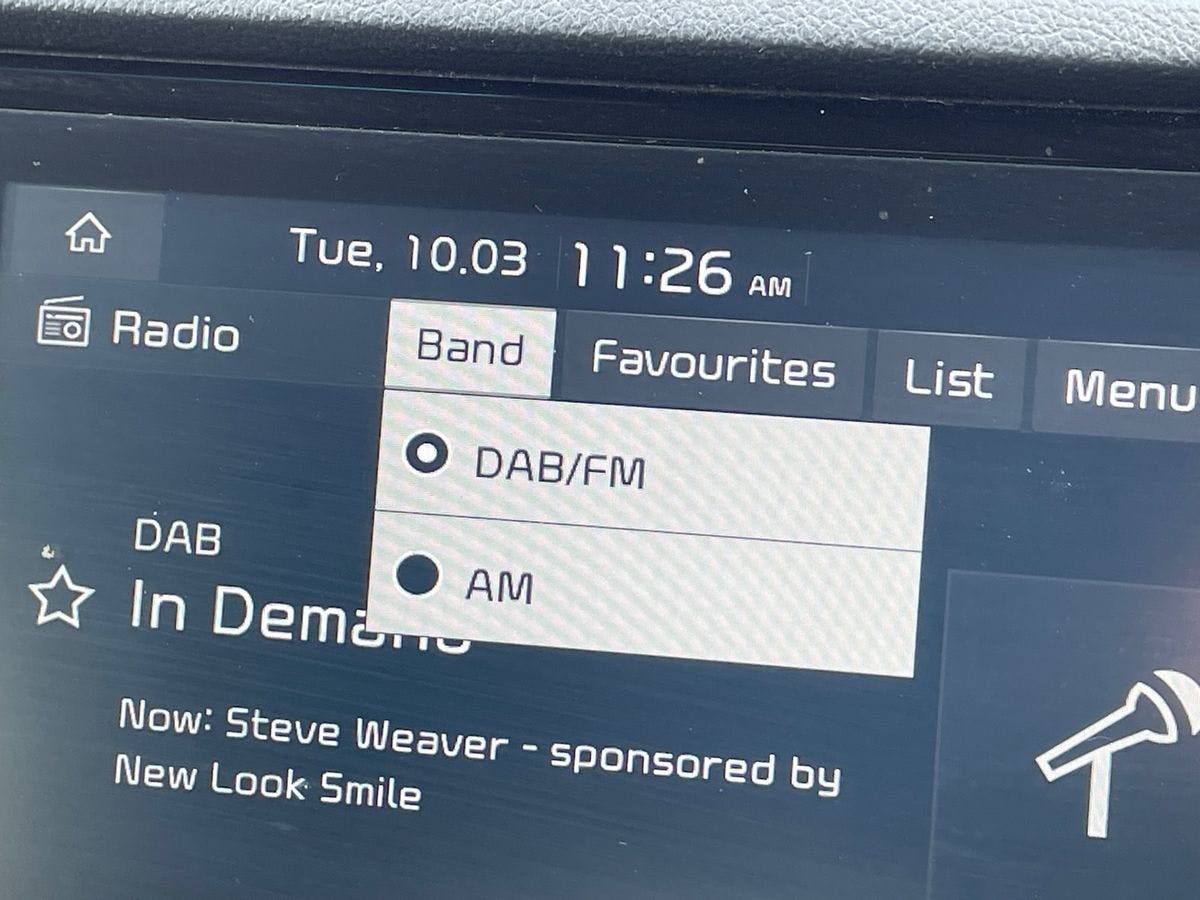 Tue, 10.03 11:26 AM
Radio Band Favourites List Menu
DAB/FM
DAB
AM
In Demand
Now: Steve Weaver - sponsored by
New Look Smile